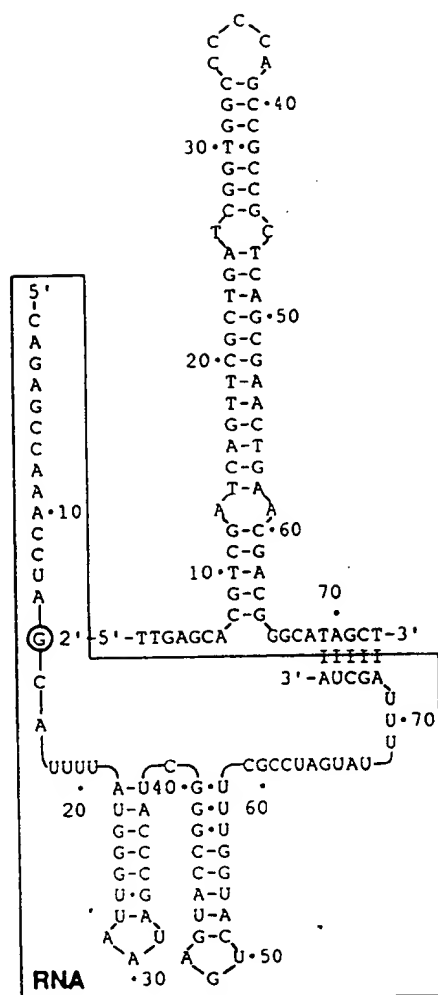 C
C C
C A
C-G
G-C·40
G-C
30·T·G
G-C
G-C
C-G
T C
A-T
G-C
T-A
C-G·50
G-C
20·C-G
T-A
T-A
G-C
A-T
C-G
T-A
A A
G-C·60
C-G
10·T-A
G-C
C-G
5'
C
A
G
A
G
C
C
A
A
A·10
C
C
U
A
G 2'-5'-TTGAGCA GGCATAGCT-3'
70
3'-AUCGA
U
U·70
U
C
A
UUUU
20
A-U C 40·G·U CGCCUAGUAU
60
U-A G-U
G-C G·U
G-C C-G
U·G A-U
U A U A
A U G C
A A·30 A G U U·50
RNA